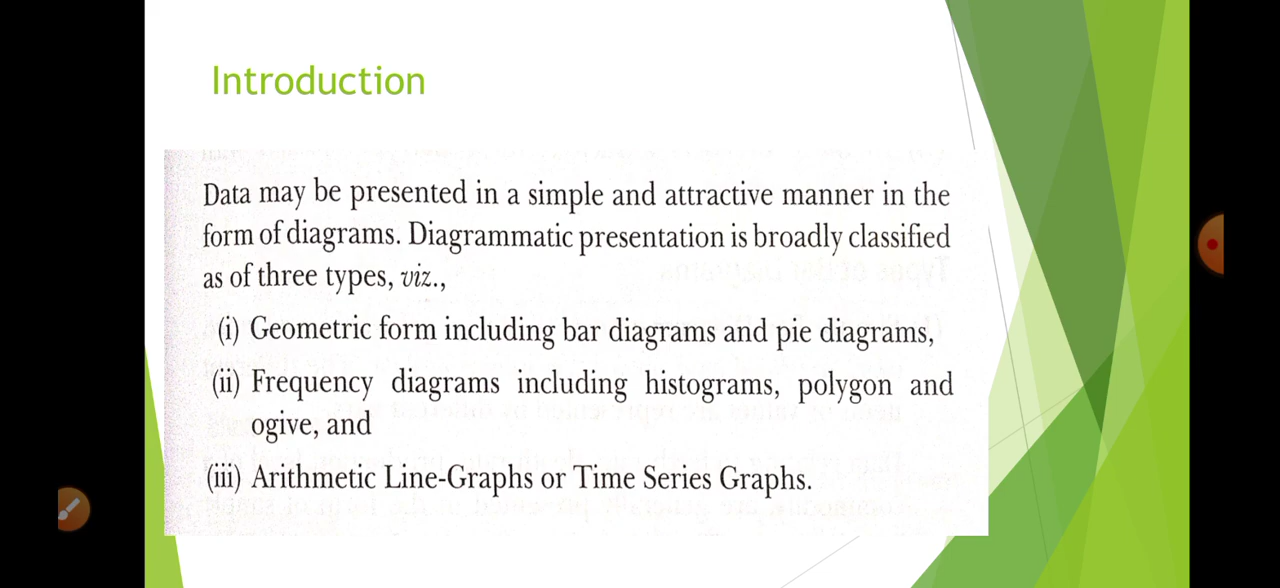 Introduction
Data may be presented in a simple and attractive manner in the
form of diagrams. Diagrammatic presentation is broadly classified
as of three types, viz.,
(i) Geometric form including bar diagrams and pie diagrams,
(ii) Frequency diagrams including histograms, polygon and
ogive, and
(iii) Arithmetic Line-Graphs or Time Series Graphs.